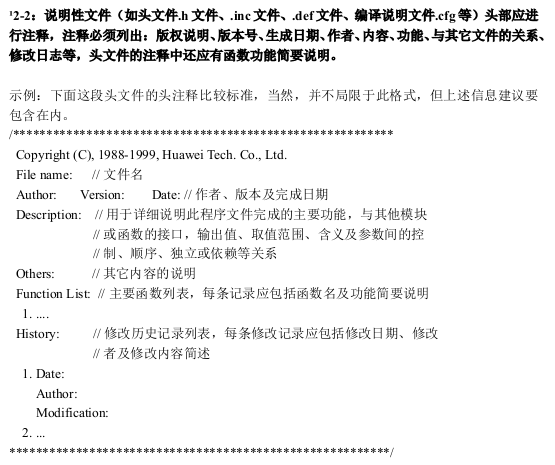 ¹2-2：说明性文件（如头文件.h 文件、.inc 文件、.def 文件、编译说明文件.cfg 等）头部应进
行注释，注释必须列出：版权说明、版本号、生成日期、作者、内容、功能、与其它文件的关系、
修改日志等，头文件的注释中还应有函数功能简要说明。
示例：下面这段头文件的头注释比较标准，当然，并不局限于此格式，但上述信息建议要
包含在内。
/************************************************************
Copyright (C), 1988-1999, Huawei Tech. Co., Ltd.
File name: // 文件名
Author: Version: Date: // 作者、版本及完成日期
Description: // 用于详细说明此程序文件完成的主要功能，与其他模块
// 或函数的接口，输出值、取值范围、含义及参数间的控
// 制、顺序、独立或依赖等关系
Others: // 其它内容的说明
Function List: // 主要函数列表，每条记录应包括函数名及功能简要说明
1. ....
History: // 修改历史记录列表，每条修改记录应包括修改日期、修改
// 者及修改内容简述
1. Date:
Author:
Modification:
2. ...
************************************************************/